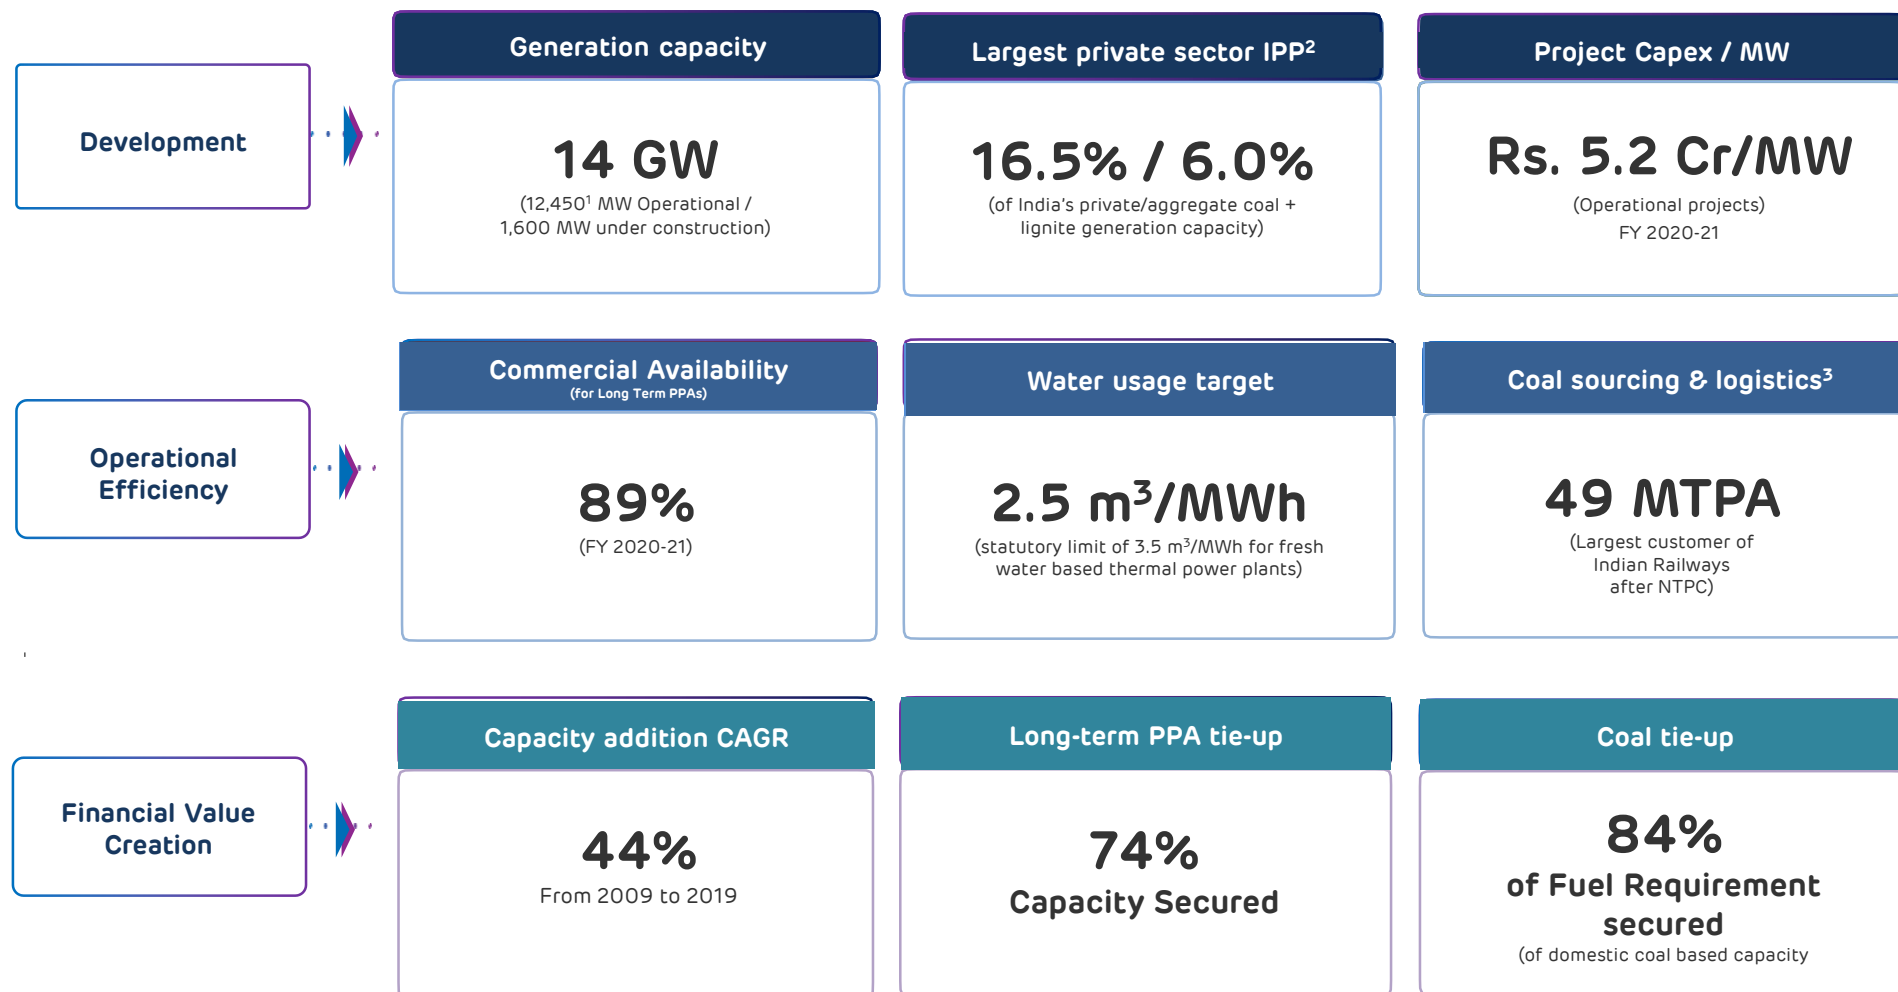 Development
Generation capacity
14 GW
(12,450¹ MW Operational /
1,600 MW under construction)
Largest private sector IPP²
16.5% / 6.0%
(of India's private/aggregate coal +
lignite generation capacity)
Project Capex / MW
Rs. 5.2 Cr/MW
(Operational projects)
FY 2020-21
Operational
Efficiency
Commercial Availability
(for Long Term PPAs)
89%
(FY 2020-21)
Water usage target
2.5 m³/MWh
(statutory limit of 3.5 m³/MWh for fresh
water based thermal power plants)
Coal sourcing & logistics³
49 MTPA
(Largest customer of
Indian Railways
after NTPC)
Financial Value
Creation
Capacity addition CAGR
44%
From 2009 to 2019
Long-term PPA tie-up
74%
Capacity Secured
Coal tie-up
84%
of Fuel Requirement
secured
(of domestic coal based capacity